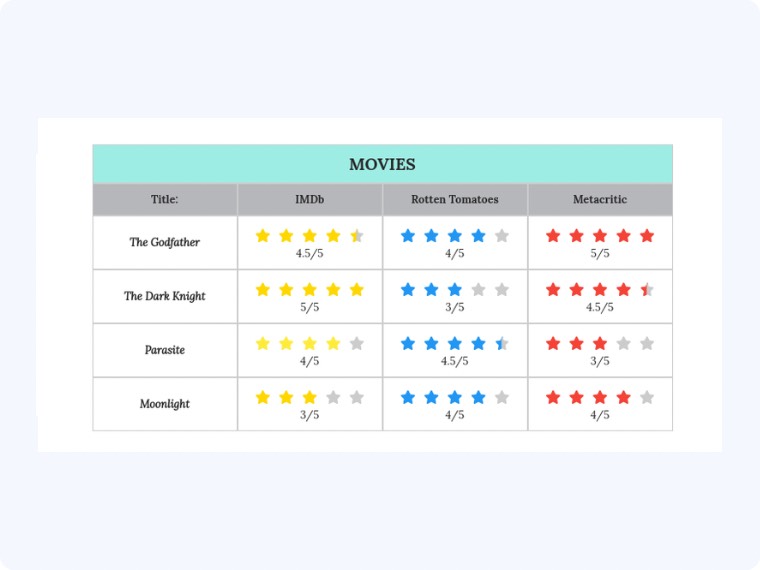 MOVIES
Title: IMDb Rotten Tomatoes Metacritic
The Godfather 4.5/5 4/5 5/5
The Dark Knight 5/5 3/5 4.5/5
Parasite 4/5 4.5/5 3/5
Moonlight 3/5 4/5 4/5